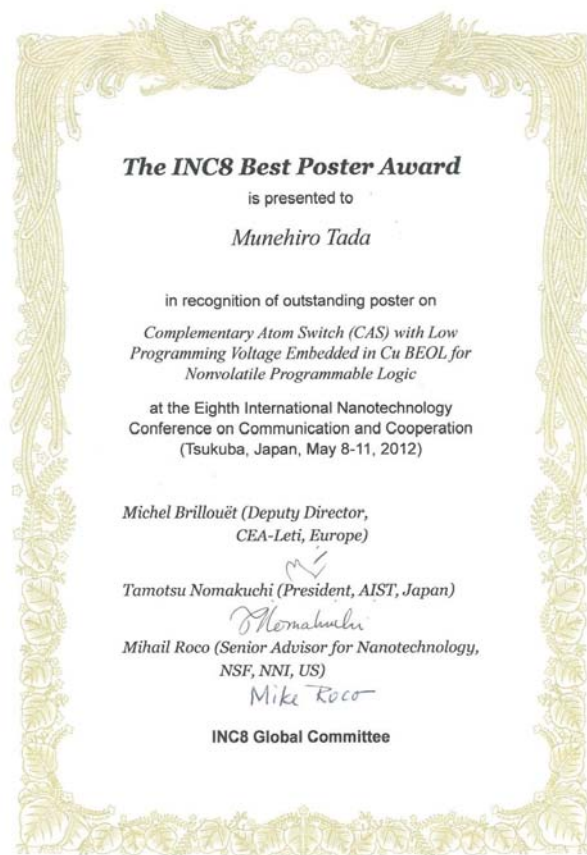 The INC8 Best Poster Award
is presented to
Munehiro Tada
in recognition of outstanding poster on
Complementary Atom Switch (CAS) with Low
Programming Voltage Embedded in Cu BEOL for
Nonvolatile Programmable Logic
at the Eighth International Nanotechnology
Conference on Communication and Cooperation
(Tsukuba, Japan, May 8-11, 2012)
Michel Brillouët (Deputy Director,
CEA-Leti, Europe)
Tamotsu Nomakuchi (President, AIST, Japan)
TNomakuchi
Mihail Roco (Senior Advisor for Nanotechnology,
NSF, NNI, US)
Mike Roco
INC8 Global Committee